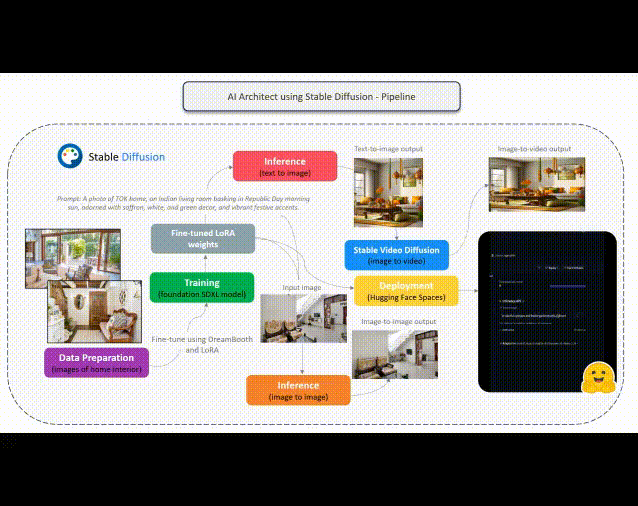 AI Architect using Stable Diffusion - Pipeline
Stable Diffusion
Inference
(text to image)
Text-to-image output
Image-to-video output
Prompt: A photo of TOK home, an Indian living room basking in Republic Day morning
sun, adorned with saffron, white, and green decor, and vibrant festive accents.
Fine-tuned LoRA
weights
Stable Video Diffusion
(image to video)
Training
(foundation SDXL model)
Input image
Deployment
(Hugging Face Spaces)
Image-to-image output
Fine-tune using DreamBooth
and LoRA
Data Preparation
(images of home interior)
Inference
(image to image)